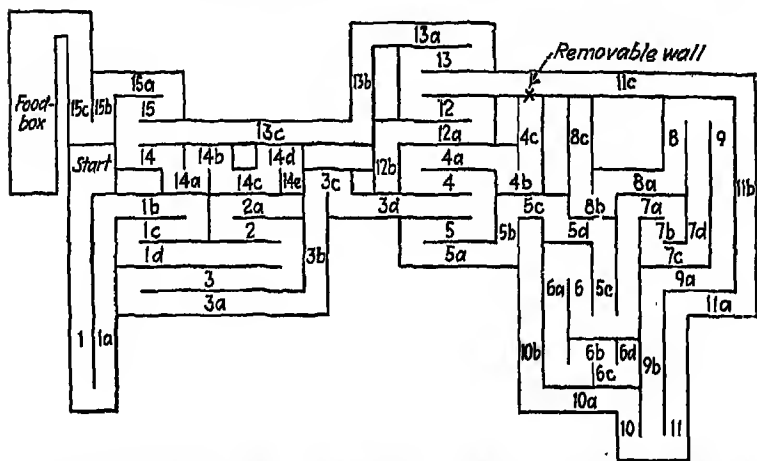 13a
Removable wall
13
15a
13b
11c
Food-
box
15c
15b
15
12
13c
12a
4c
8c
8
9
Start
14
14b
14d
12b
4a
11b
14a
14c
14e
3c
4
4b
8a
1b
2a
3d
5c
8b
7a
1c
2
5
5b
5d
7b
7d
1d
3b
5a
7c
3
6a
6
5c
9a
3a
11a
1
1a
10b
6b
6d
9b
6c
10a
10
11